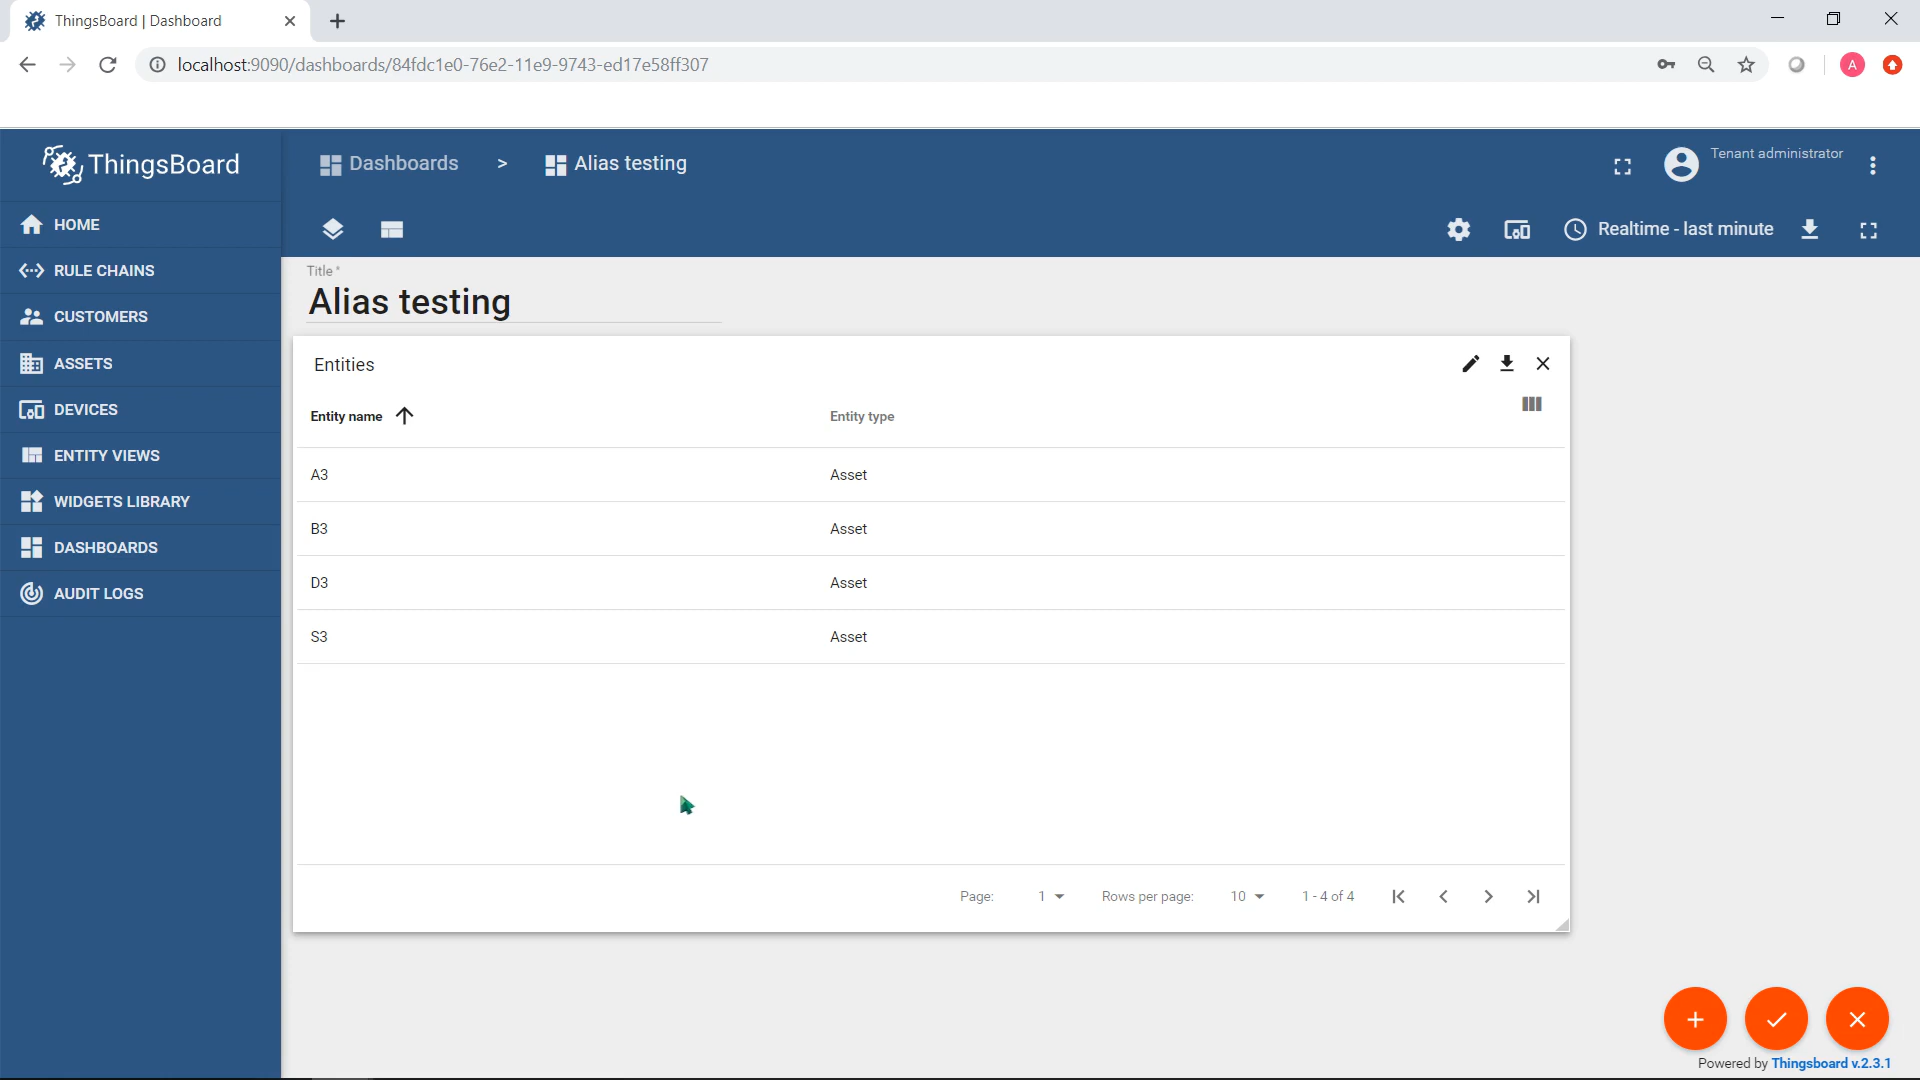 ThingsBoard | Dashboard
localhost:9090/dashboards/84fdc1e0-76e2-11e9-9743-ed17e58ff307
A
ThingsBoard
Dashboards > Alias testing
Tenant administrator
HOME
Realtime - last minute
RULE CHAINS
Title *
Alias testing
CUSTOMERS
ASSETS
DEVICES
ENTITY VIEWS
WIDGETS LIBRARY
DASHBOARDS
AUDIT LOGS
Entities
Entity name Entity type
A3 Asset
B3 Asset
D3 Asset
S3 Asset
Page: 1 Rows per page: 10 1 - 4 of 4
Powered by Thingsboard v.2.3.1